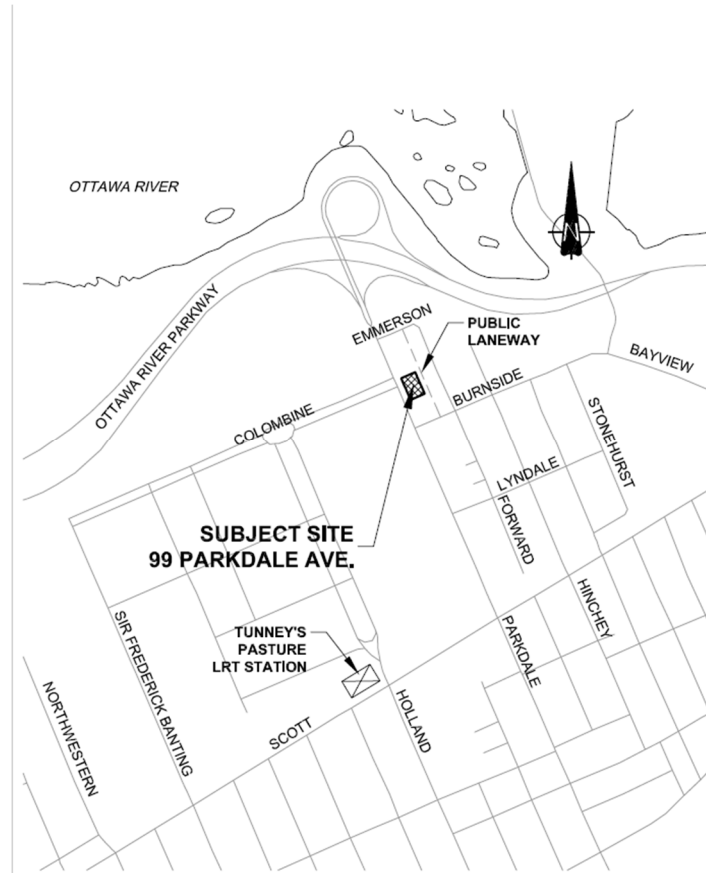 OTTAWA RIVER
N
OTTAWA RIVER PARKWAY
EMMERSON
PUBLIC
LANEWAY
BAYVIEW
BURNSIDE
COLOMBINE
STONEHURST
LYNDALE
FORWARD
SUBJECT SITE
99 PARKDALE AVE.
HINCHEY
SIR FREDERICK BANTING
PARKDALE
TUNNEY'S
PASTURE
LRT STATION
NORTHWESTERN
HOLLAND
SCOTT